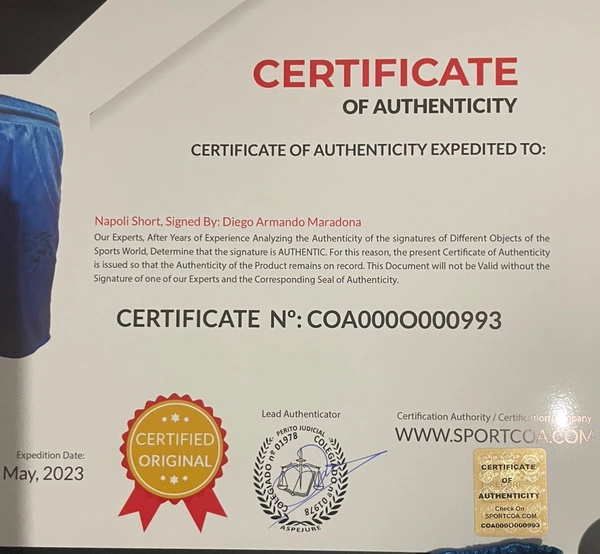 CERTIFICATE
OF AUTHENTICITY
CERTIFICATE OF AUTHENTICITY EXPEDITED TO:
Napoli Short, Signed By: Diego Armando Maradona
Our Experts, After Years of Experience Analyzing the Authenticity of the signatures of Different Objects of the
Sports World, Determine that the signature is AUTHENTIC. For this reason, the present Certificate of Authenticity
is issued so that the Authenticity of the Product remains on record. This Document will not be Valid without the
Signature of one of our Experts and the Corresponding Seal of Authenticity.
CERTIFICATE Nº: COA000O000993
Expedition Date:
May, 2023
CERTIFIED
ORIGINAL
Lead Authenticator
PERITO JUDICIAL
COLEGIADO nº 01978
COLEGIADO nº 01978
ASPEJURE
Certification Authority / Certification Company
WWW.SPORTCOA.COM
CERTIFICATE
OF
AUTHENTICITY
Check On
SPORTCOA.COM
COA000O000993